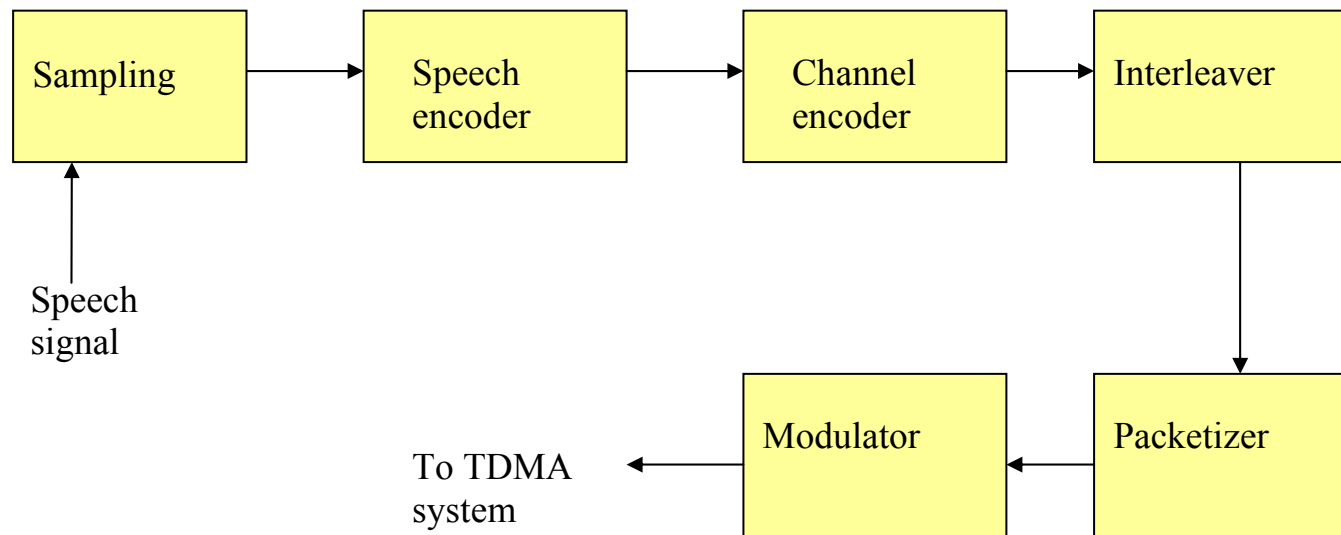 Sampling
Speech
encoder
Channel
encoder
Interleaver
Speech
signal
Packetizer
Modulator
To TDMA
system